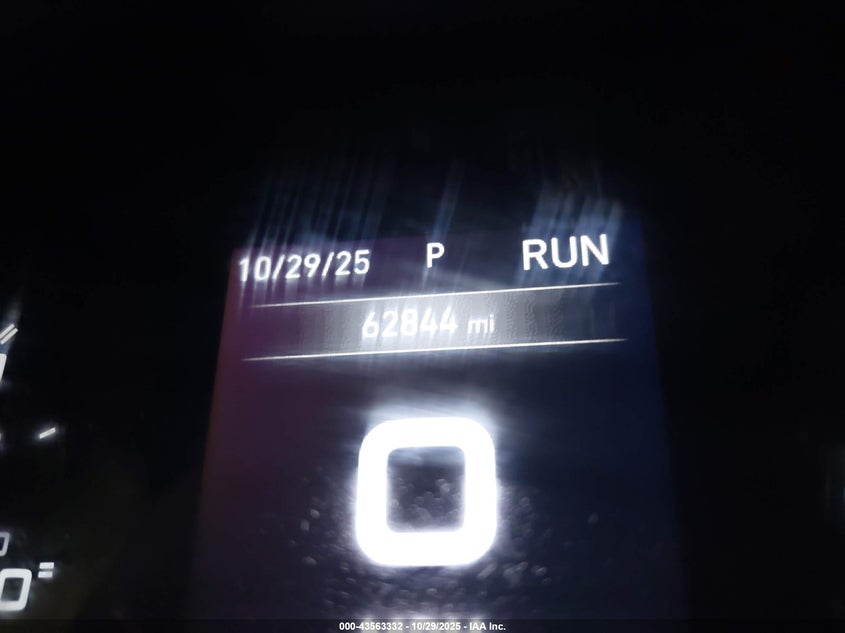 10/29/25 P RUN
62844 mi
0
000-43563332 - 10/29/2025 - IAA Inc.